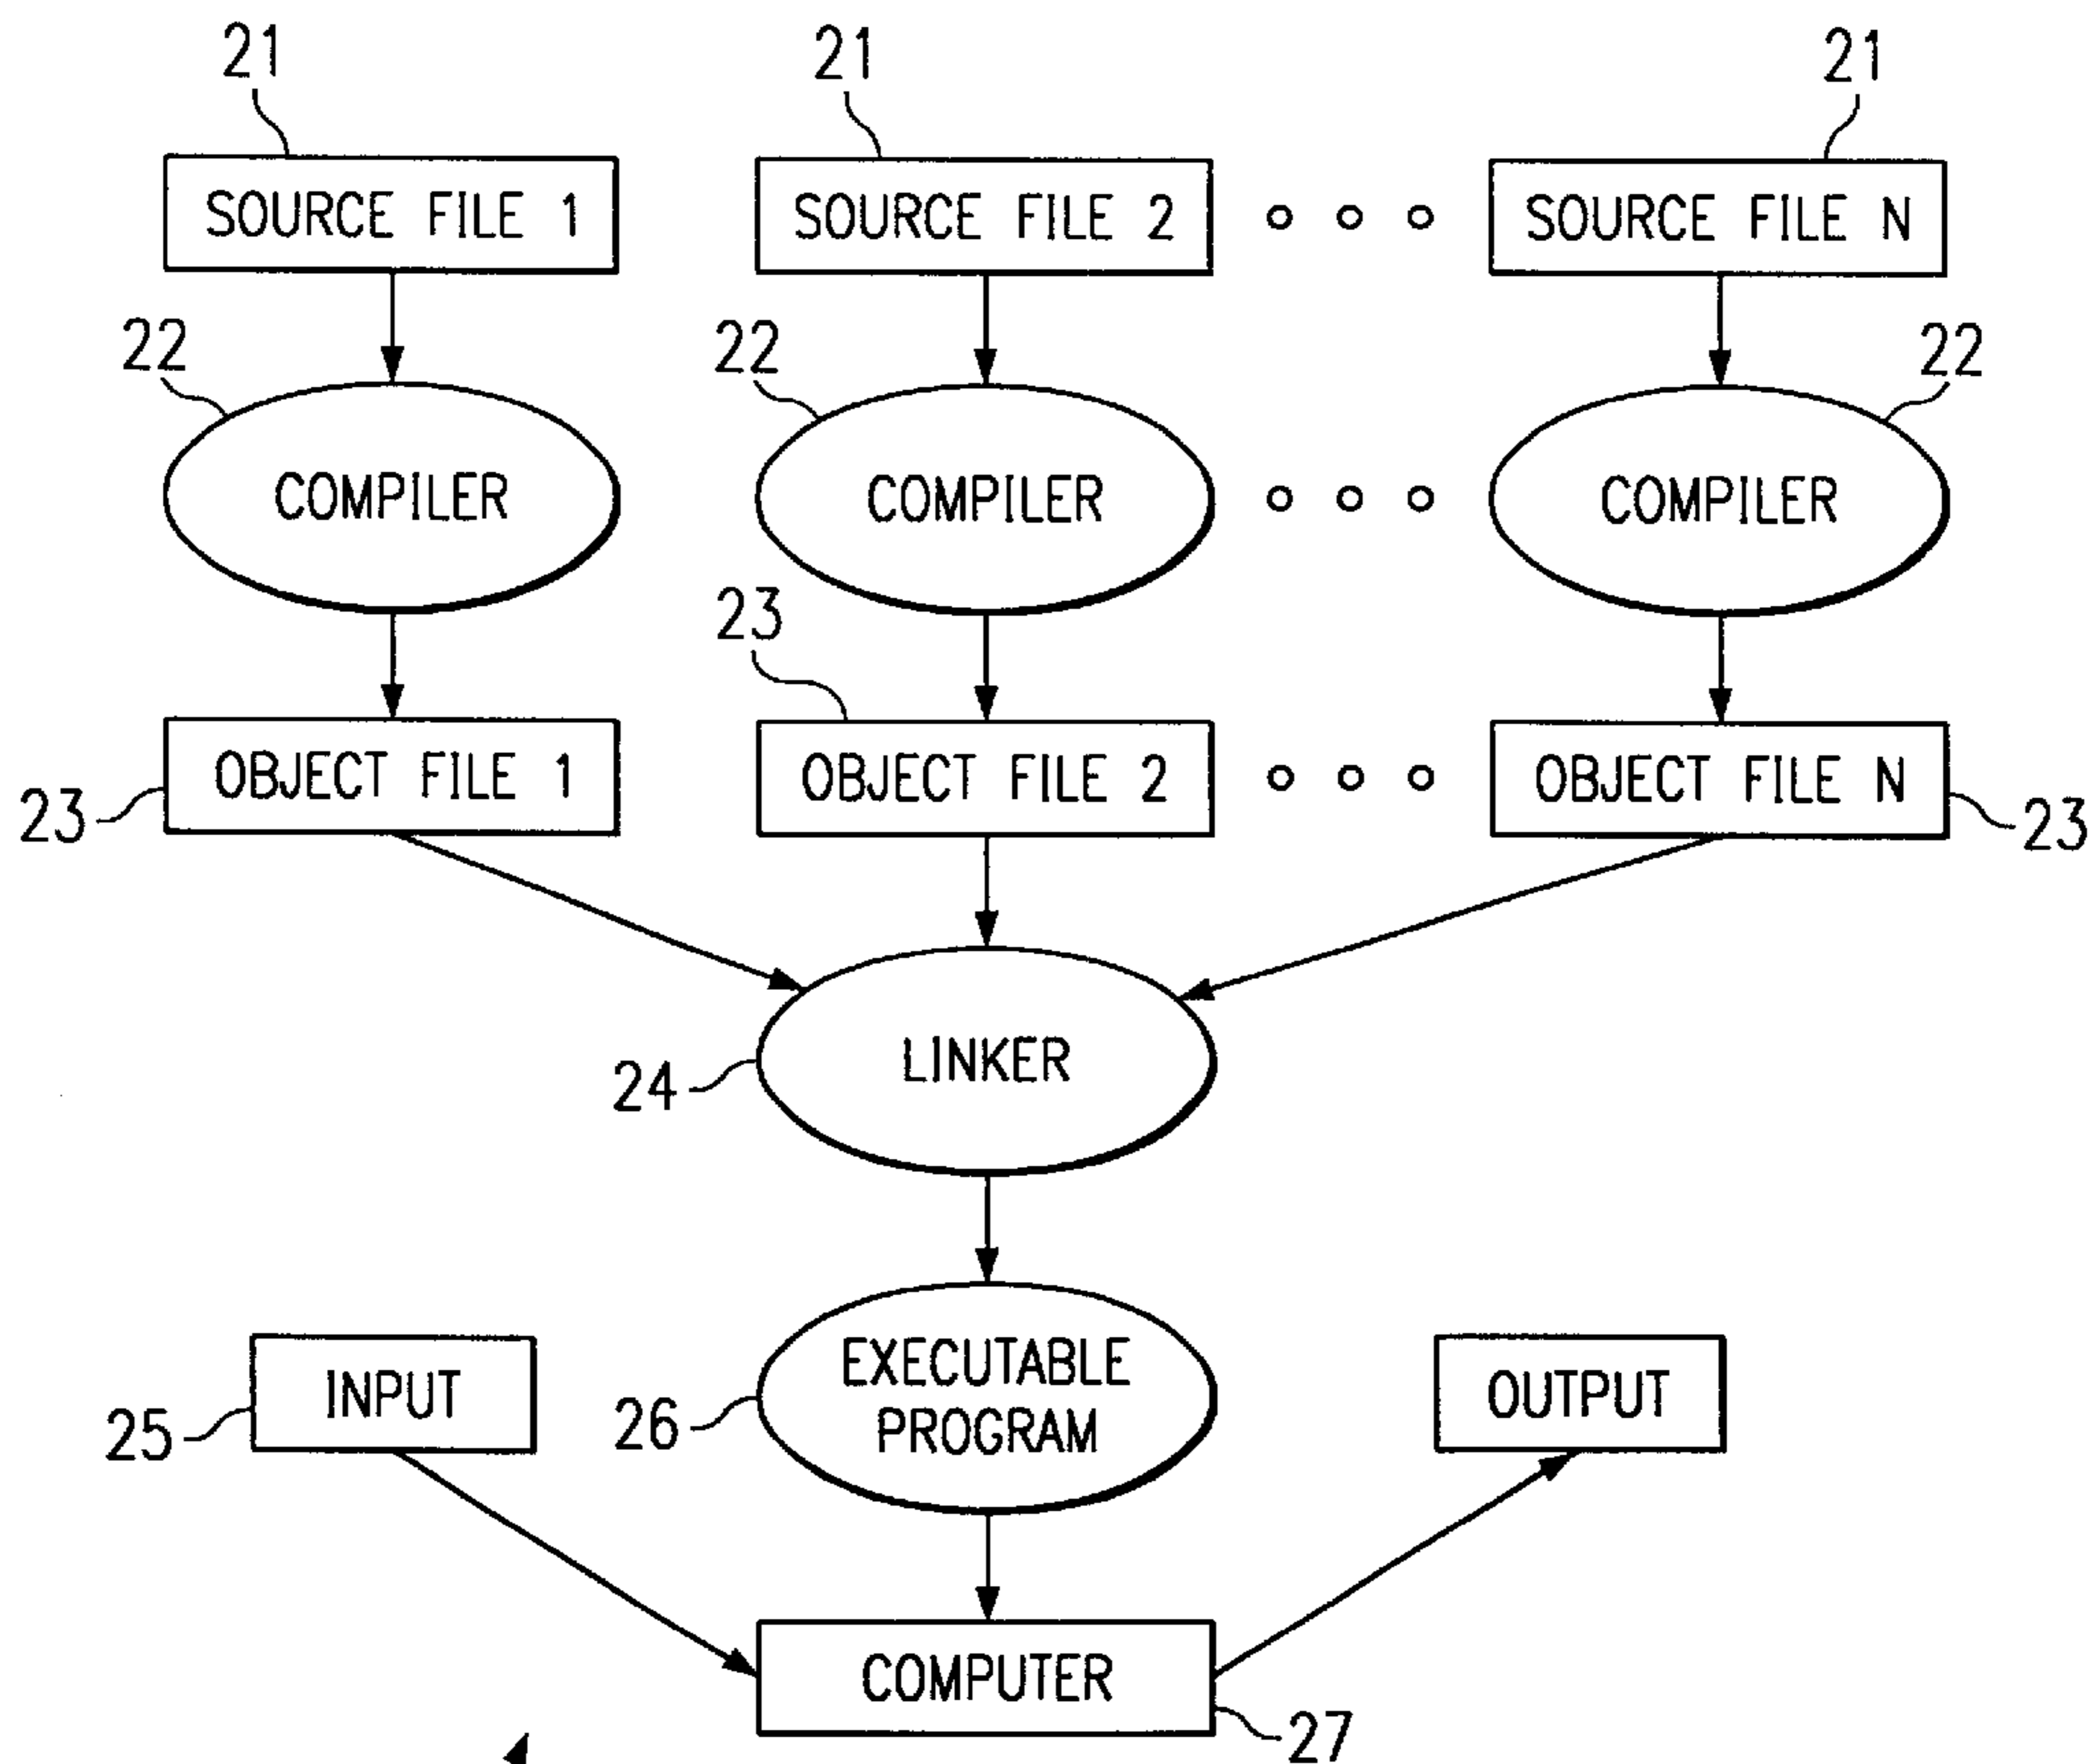 21
21
21
SOURCE FILE 1
SOURCE FILE 2
SOURCE FILE N
22
22
22
COMPILER
COMPILER
COMPILER
23
OBJECT FILE 1
OBJECT FILE 2
OBJECT FILE N
23
23
LINKER
24
INPUT
EXECUTABLE
PROGRAM
OUTPUT
25
26
COMPUTER
27